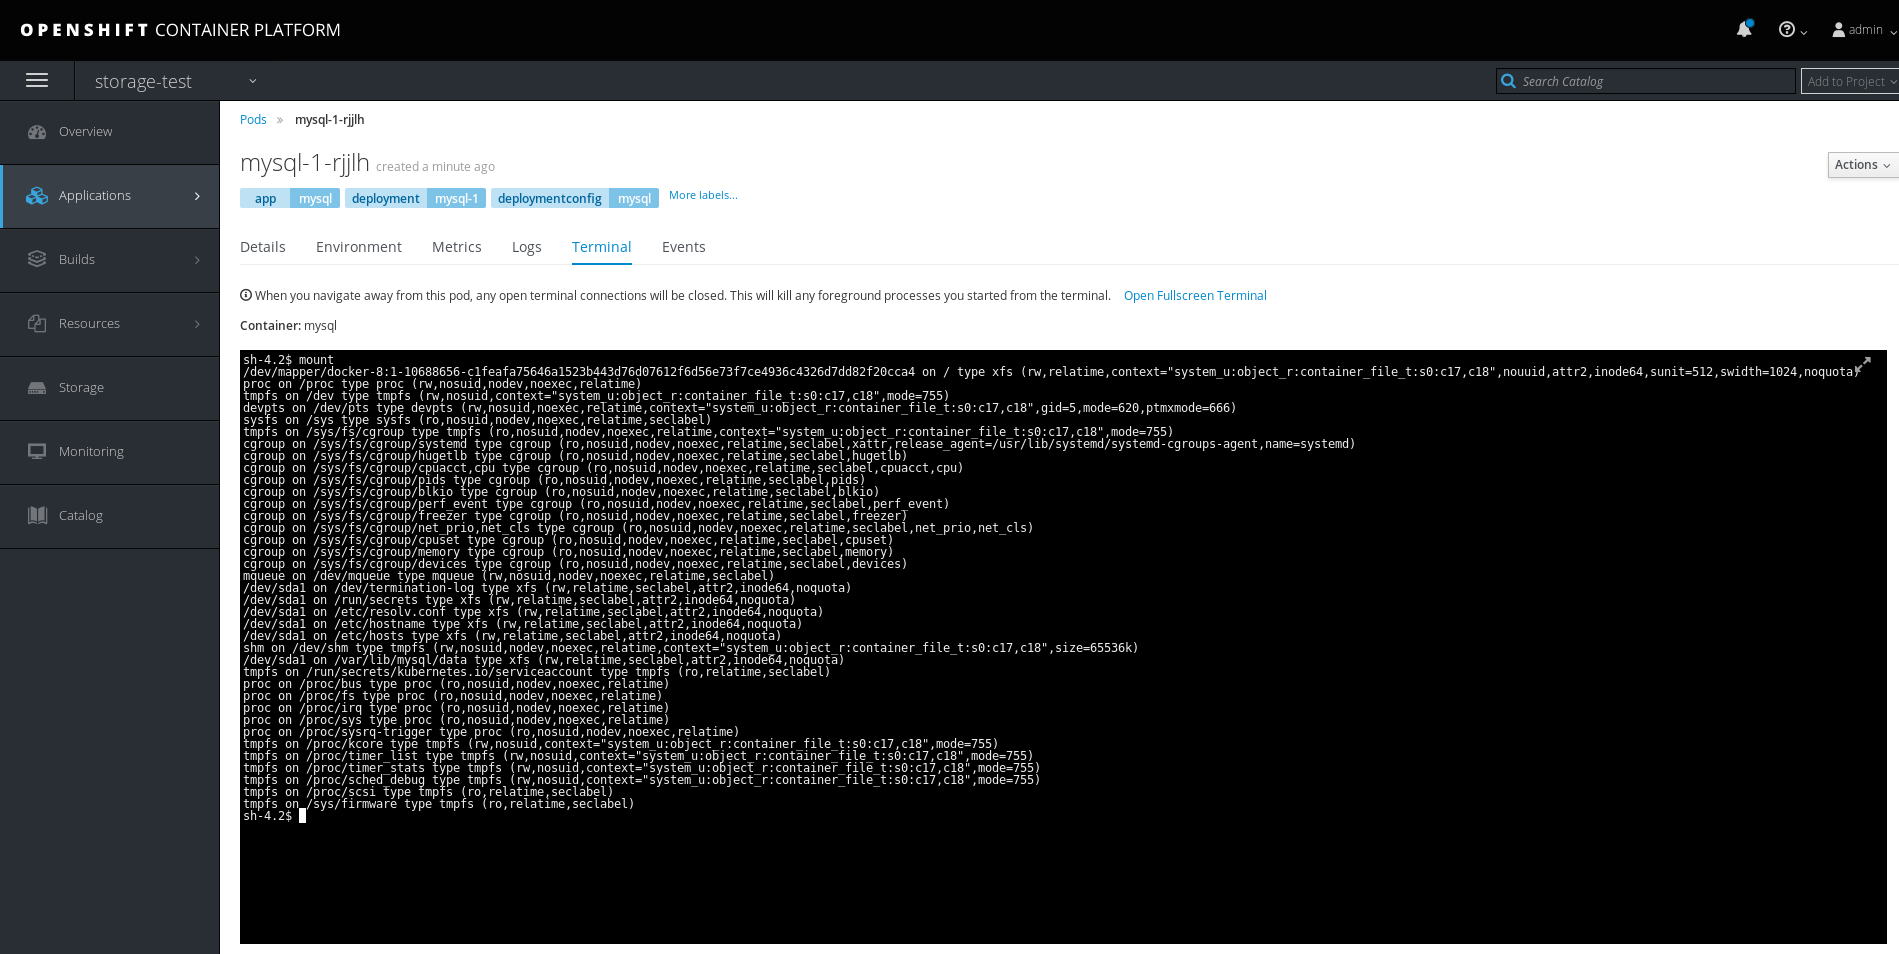 OPENSHIFT CONTAINER PLATFORM
admin
storage-test
Search Catalog
Add to Project
Overview
Applications
Builds
Resources
Storage
Monitoring
Catalog
Pods » mysql-1-rjjlh
mysql-1-rjjlh created a minute ago
Actions
app mysql deployment mysql-1 deploymentconfig mysql More labels...
Details Environment Metrics Logs Terminal Events
When you navigate away from this pod, any open terminal connections will be closed. This will kill any foreground processes you started from the terminal. Open Fullscreen Terminal
Container: mysql
sh-4.2$ mount
/dev/mapper/docker-8:1-10688656-c1feafa75646a1523b443d76d07612f6d56e73f7ce4936c4326d7dd82f20cca4 on / type xfs (rw,relatime,context="system_u:object_r:container_file_t:s0:c17,c18",nouuid,attr2,inode64,sunit=512,swidth=1024,noquota)
proc on /proc type proc (rw,nosuid,nodev,noexec,relatime)
tmpfs on /dev type tmpfs (rw,nosuid,context="system_u:object_r:container_file_t:s0:c17,c18",mode=755)
devpts on /dev/pts type devpts (rw,nosuid,noexec,relatime,context="system_u:object_r:container_file_t:s0:c17,c18",gid=5,mode=620,ptmxmode=666)
sysfs on /sys type sysfs (ro,nosuid,nodev,noexec,relatime,seclabel)
tmpfs on /sys/fs/cgroup type tmpfs (ro,nosuid,nodev,noexec,relatime,context="system_u:object_r:container_file_t:s0:c17,c18",mode=755)
cgroup on /sys/fs/cgroup/systemd type cgroup (ro,nosuid,nodev,noexec,relatime,seclabel,xattr,release_agent=/usr/lib/systemd/systemd-cgroups-agent,name=systemd)
cgroup on /sys/fs/cgroup/hugetlb type cgroup (ro,nosuid,nodev,noexec,relatime,seclabel,hugetlb)
cgroup on /sys/fs/cgroup/cpuacct,cpu type cgroup (ro,nosuid,nodev,noexec,relatime,seclabel,cpuacct,cpu)
cgroup on /sys/fs/cgroup/pids type cgroup (ro,nosuid,nodev,noexec,relatime,seclabel,pids)
cgroup on /sys/fs/cgroup/blkio type cgroup (ro,nosuid,nodev,noexec,relatime,seclabel,blkio)
cgroup on /sys/fs/cgroup/perf_event type cgroup (ro,nosuid,nodev,noexec,relatime,seclabel,perf_event)
cgroup on /sys/fs/cgroup/freezer type cgroup (ro,nosuid,nodev,noexec,relatime,seclabel,freezer)
cgroup on /sys/fs/cgroup/net_prio,net_cls type cgroup (ro,nosuid,nodev,noexec,relatime,seclabel,net_prio,net_cls)
cgroup on /sys/fs/cgroup/cpuset type cgroup (ro,nosuid,nodev,noexec,relatime,seclabel,cpuset)
cgroup on /sys/fs/cgroup/memory type cgroup (ro,nosuid,nodev,noexec,relatime,seclabel,memory)
cgroup on /sys/fs/cgroup/devices type cgroup (ro,nosuid,nodev,noexec,relatime,seclabel,devices)
mqueue on /dev/mqueue type mqueue (rw,nosuid,nodev,noexec,relatime,seclabel)
/dev/sda1 on /dev/termination-log type xfs (rw,relatime,seclabel,attr2,inode64,noquota)
/dev/sda1 on /run/secrets type xfs (rw,relatime,seclabel,attr2,inode64,noquota)
/dev/sda1 on /etc/resolv.conf type xfs (rw,relatime,seclabel,attr2,inode64,noquota)
/dev/sda1 on /etc/hostname type xfs (rw,relatime,seclabel,attr2,inode64,noquota)
/dev/sda1 on /etc/hosts type xfs (rw,relatime,seclabel,attr2,inode64,noquota)
shm on /dev/shm type tmpfs (rw,nosuid,nodev,noexec,relatime,context="system_u:object_r:container_file_t:s0:c17,c18",size=65536k)
/dev/sda1 on /var/lib/mysql/data type xfs (rw,relatime,seclabel,attr2,inode64,noquota)
tmpfs on /run/secrets/kubernetes.io/serviceaccount type tmpfs (ro,relatime,seclabel)
proc on /proc/bus type proc (ro,nosuid,nodev,noexec,relatime)
proc on /proc/fs type proc (ro,nosuid,nodev,noexec,relatime)
proc on /proc/irq type proc (ro,nosuid,nodev,noexec,relatime)
proc on /proc/sys type proc (ro,nosuid,nodev,noexec,relatime)
proc on /proc/sysrq-trigger type proc (ro,nosuid,nodev,noexec,relatime)
tmpfs on /proc/kcore type tmpfs (rw,nosuid,context="system_u:object_r:container_file_t:s0:c17,c18",mode=755)
tmpfs on /proc/timer_list type tmpfs (rw,nosuid,context="system_u:object_r:container_file_t:s0:c17,c18",mode=755)
tmpfs on /proc/timer_stats type tmpfs (rw,nosuid,context="system_u:object_r:container_file_t:s0:c17,c18",mode=755)
tmpfs on /proc/sched_debug type tmpfs (rw,nosuid,context="system_u:object_r:container_file_t:s0:c17,c18",mode=755)
tmpfs on /proc/scsi type tmpfs (ro,relatime,seclabel)
tmpfs on /sys/firmware type tmpfs (ro,relatime,seclabel)
sh-4.2$